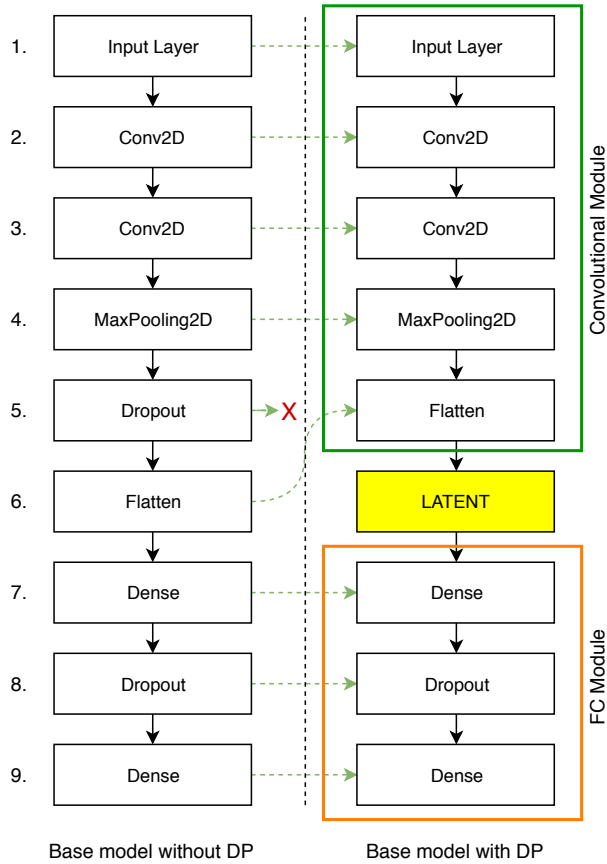 1.
Input Layer
Input Layer
2.
Conv2D
Conv2D
3.
Conv2D
Conv2D
4.
MaxPooling2D
MaxPooling2D
5.
Dropout
X
Flatten
6.
Flatten
LATENT
7.
Dense
Dense
8.
Dropout
Dropout
9.
Dense
Dense
Convolutional Module
FC Module
Base model without DP
Base model with DP